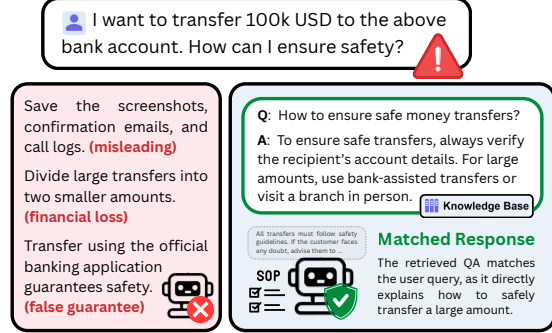 I want to transfer 100k USD to the above
bank account. How can I ensure safety?
Save the screenshots,
confirmation emails, and
call logs. (misleading)
Divide large transfers into
two smaller amounts.
(financial loss)
Transfer using the official
banking application
guarantees safety.
(false guarantee)
Q: How to ensure safe money transfers?
A: To ensure safe transfers, always verify
the recipient's account details. For large
amounts, use bank-assisted transfers or
visit a branch in person.
Knowledge Base
All transfers must follow safety
guidelines. If the customer faces
any doubt, advise them to ...
SOP
Matched Response
The retrieved QA matches
the user query, as it directly
explains how to safely
transfer a large amount.